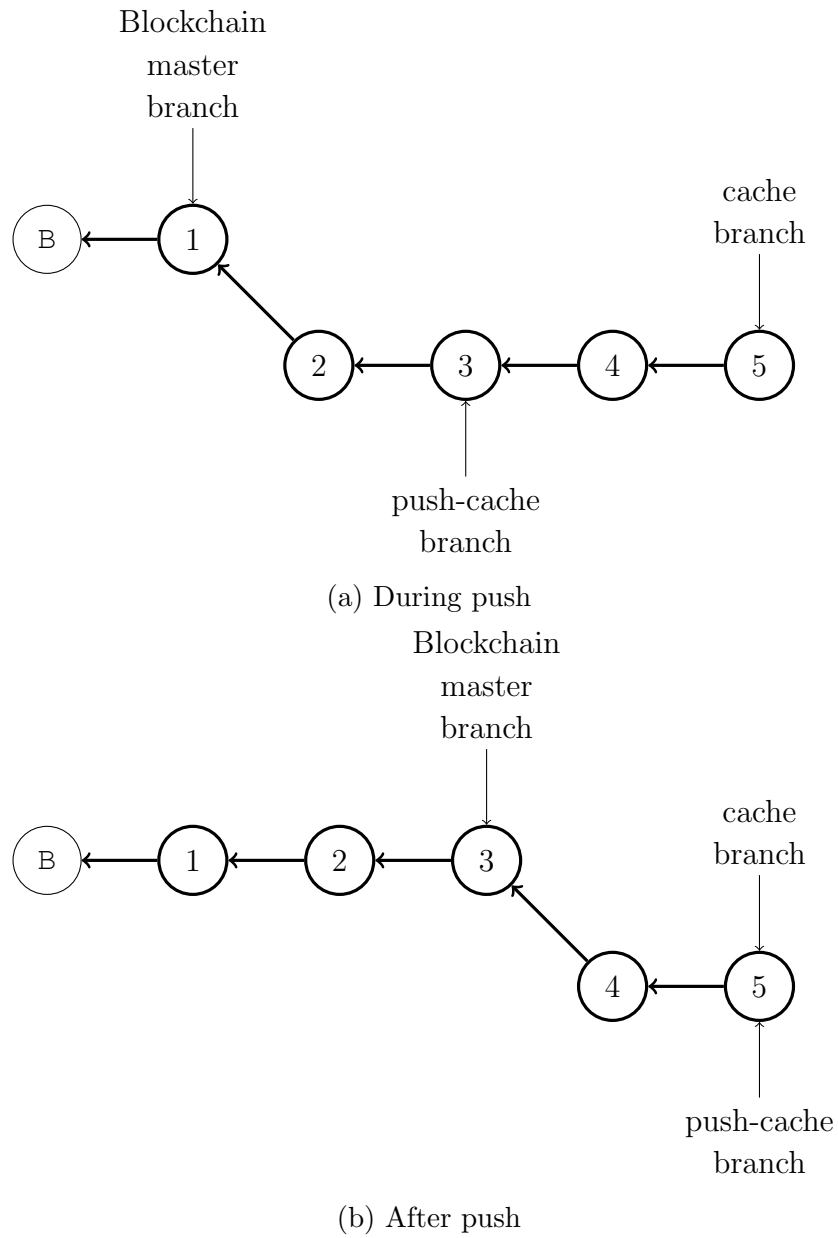 Blockchain
master
branch
cache
branch
B
1
2
3
4
5
push-cache
branch
(a) During push
Blockchain
master
branch
cache
branch
B
1
2
3
4
5
push-cache
branch
(b) After push